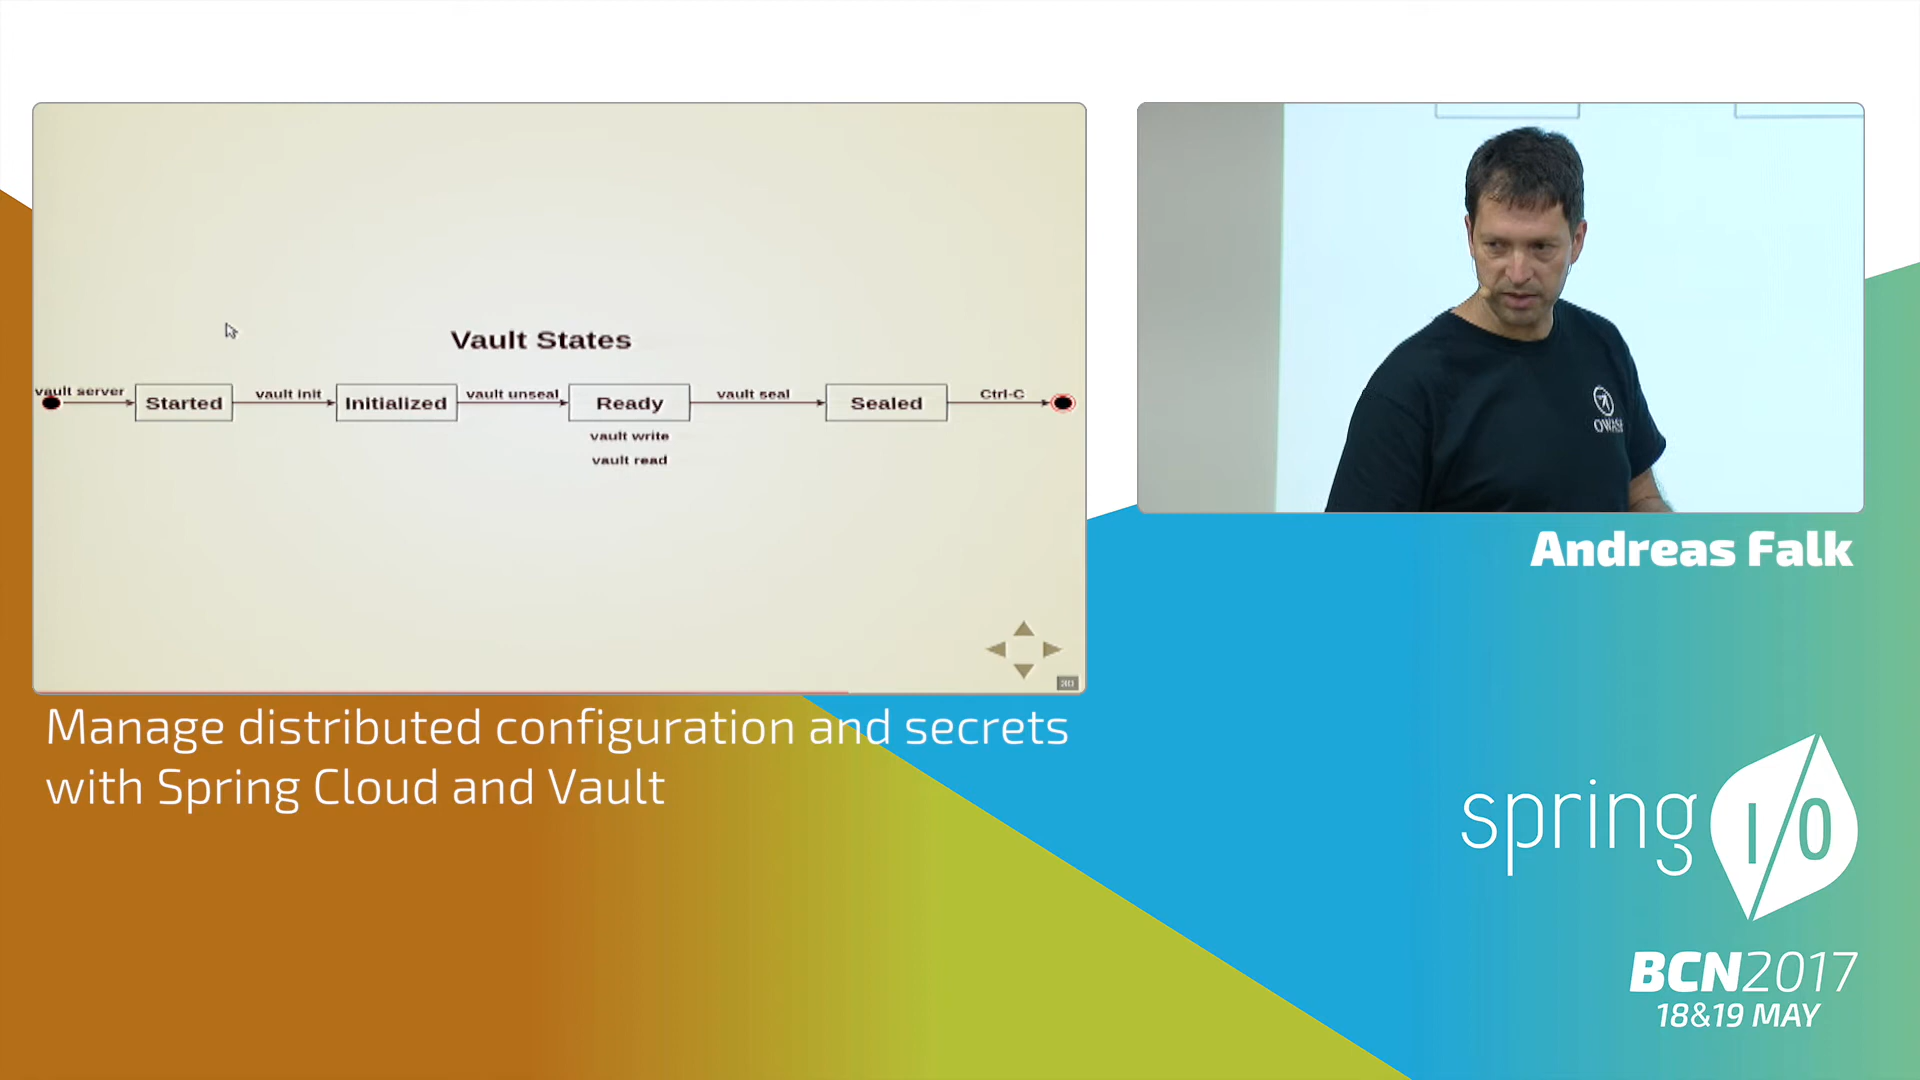 Vault States
vault server
Started
vault init
Initialized
vault unseal
Ready
vault seal
Sealed
Ctrl-C
vault write
vault read
Andreas Falk
Manage distributed configuration and secrets
with Spring Cloud and Vault
spring I/O
BCN2017
18&19 MAY